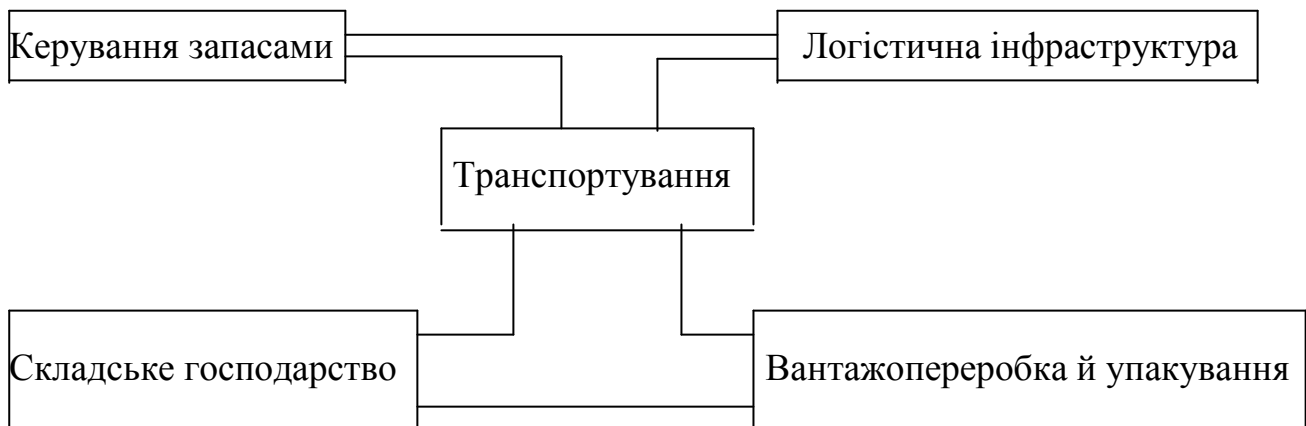 Керування запасами
Логістична інфраструктура
Транспортування
Складське господарство
Вантажопереробка й упакування